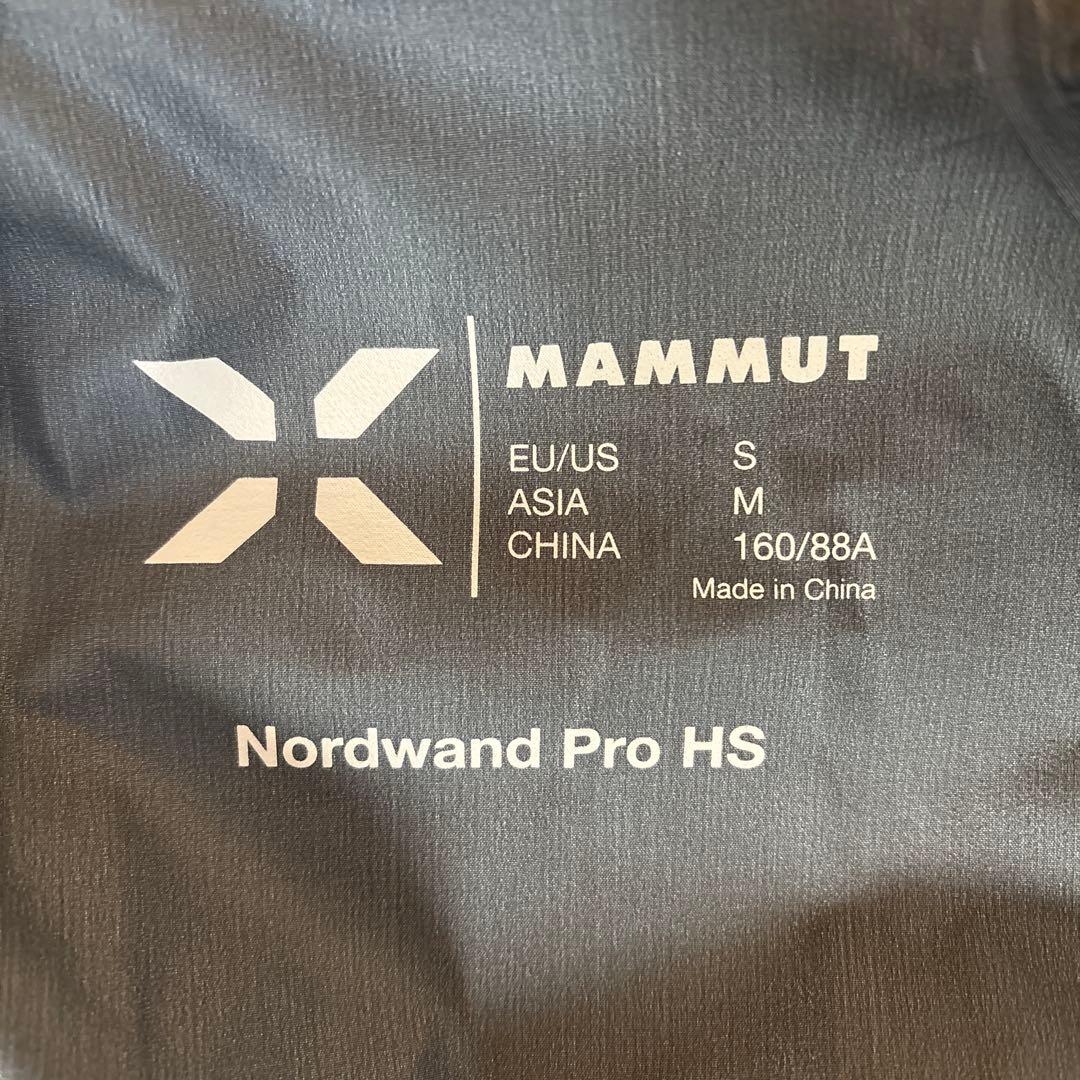 MAMMUT
EU/US S
ASIA M
CHINA 160/88A
Made in China
Nordwand Pro HS